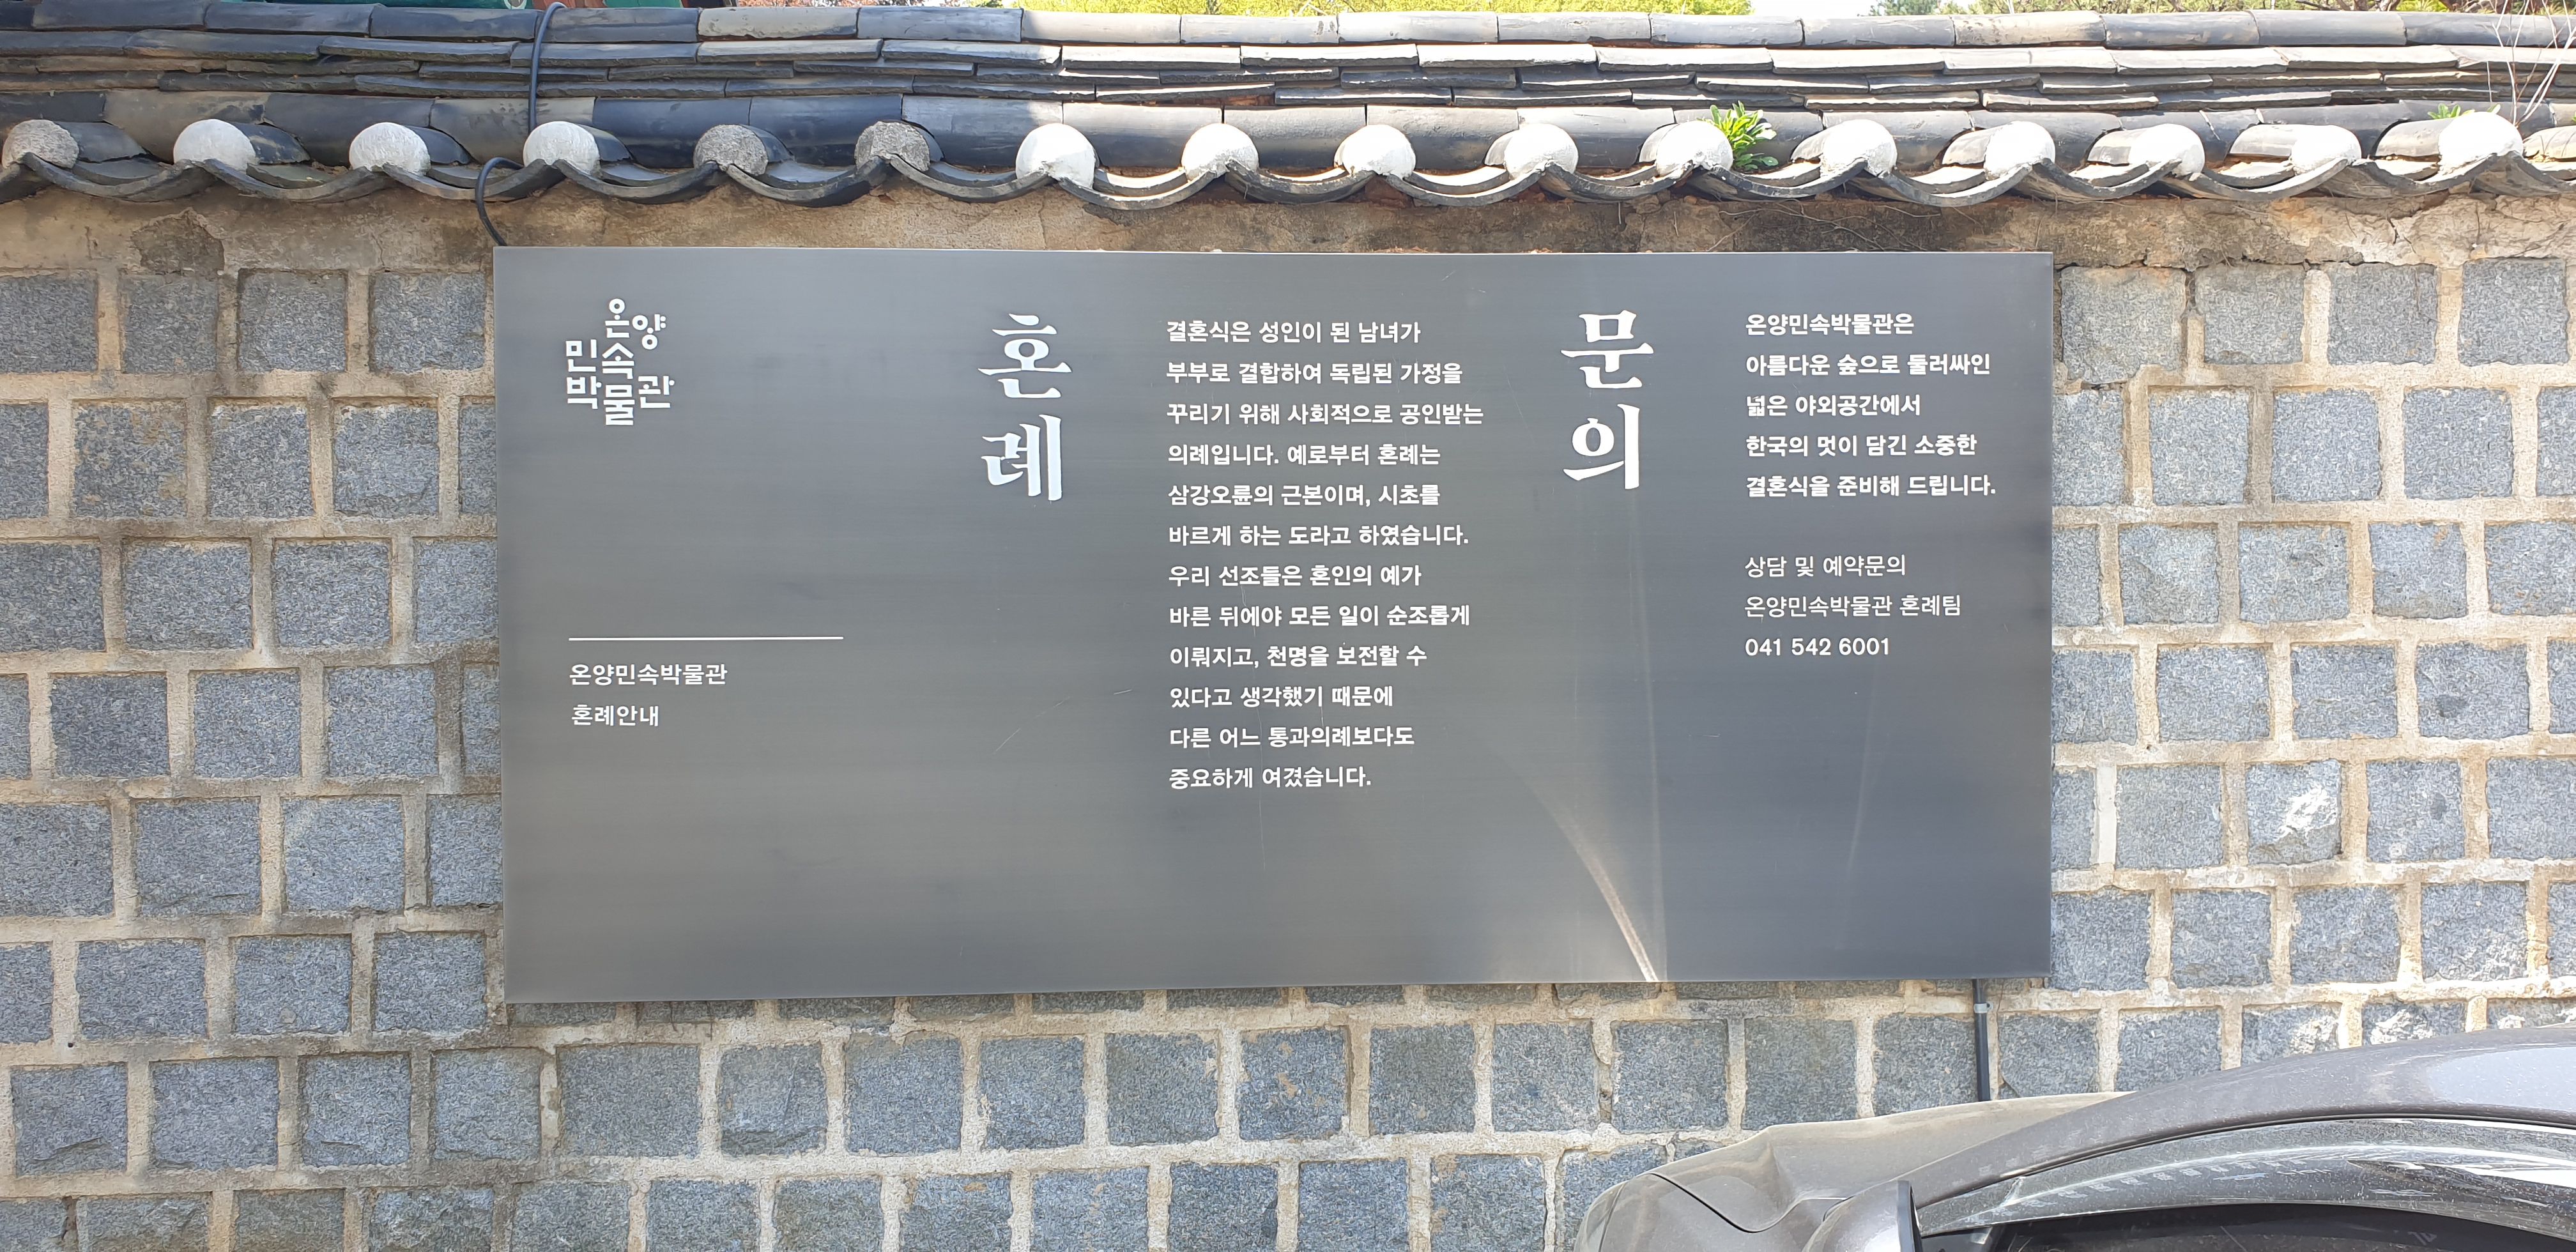 온양
민속
박물관
온양민속박물관
혼례안내
혼례
결혼식은 성인이 된 남녀가
부부로 결합하여 독립된 가정을
꾸리기 위해 사회적으로 공인받는
의례입니다. 예로부터 혼례는
삼강오륜의 근본이며, 시초를
바르게 하는 도라고 하였습니다.
우리 선조들은 혼인의 예가
바른 뒤에야 모든 일이 순조롭게
이뤄지고, 천명을 보전할 수
있다고 생각했기 때문에
다른 어느 통과의례보다도
중요하게 여겼습니다.
문의
온양민속박물관은
아름다운 숲으로 둘러싸인
넓은 야외공간에서
한국의 멋이 담긴 소중한
결혼식을 준비해 드립니다.
상담 및 예약문의
온양민속박물관 혼례팀
041 542 6001